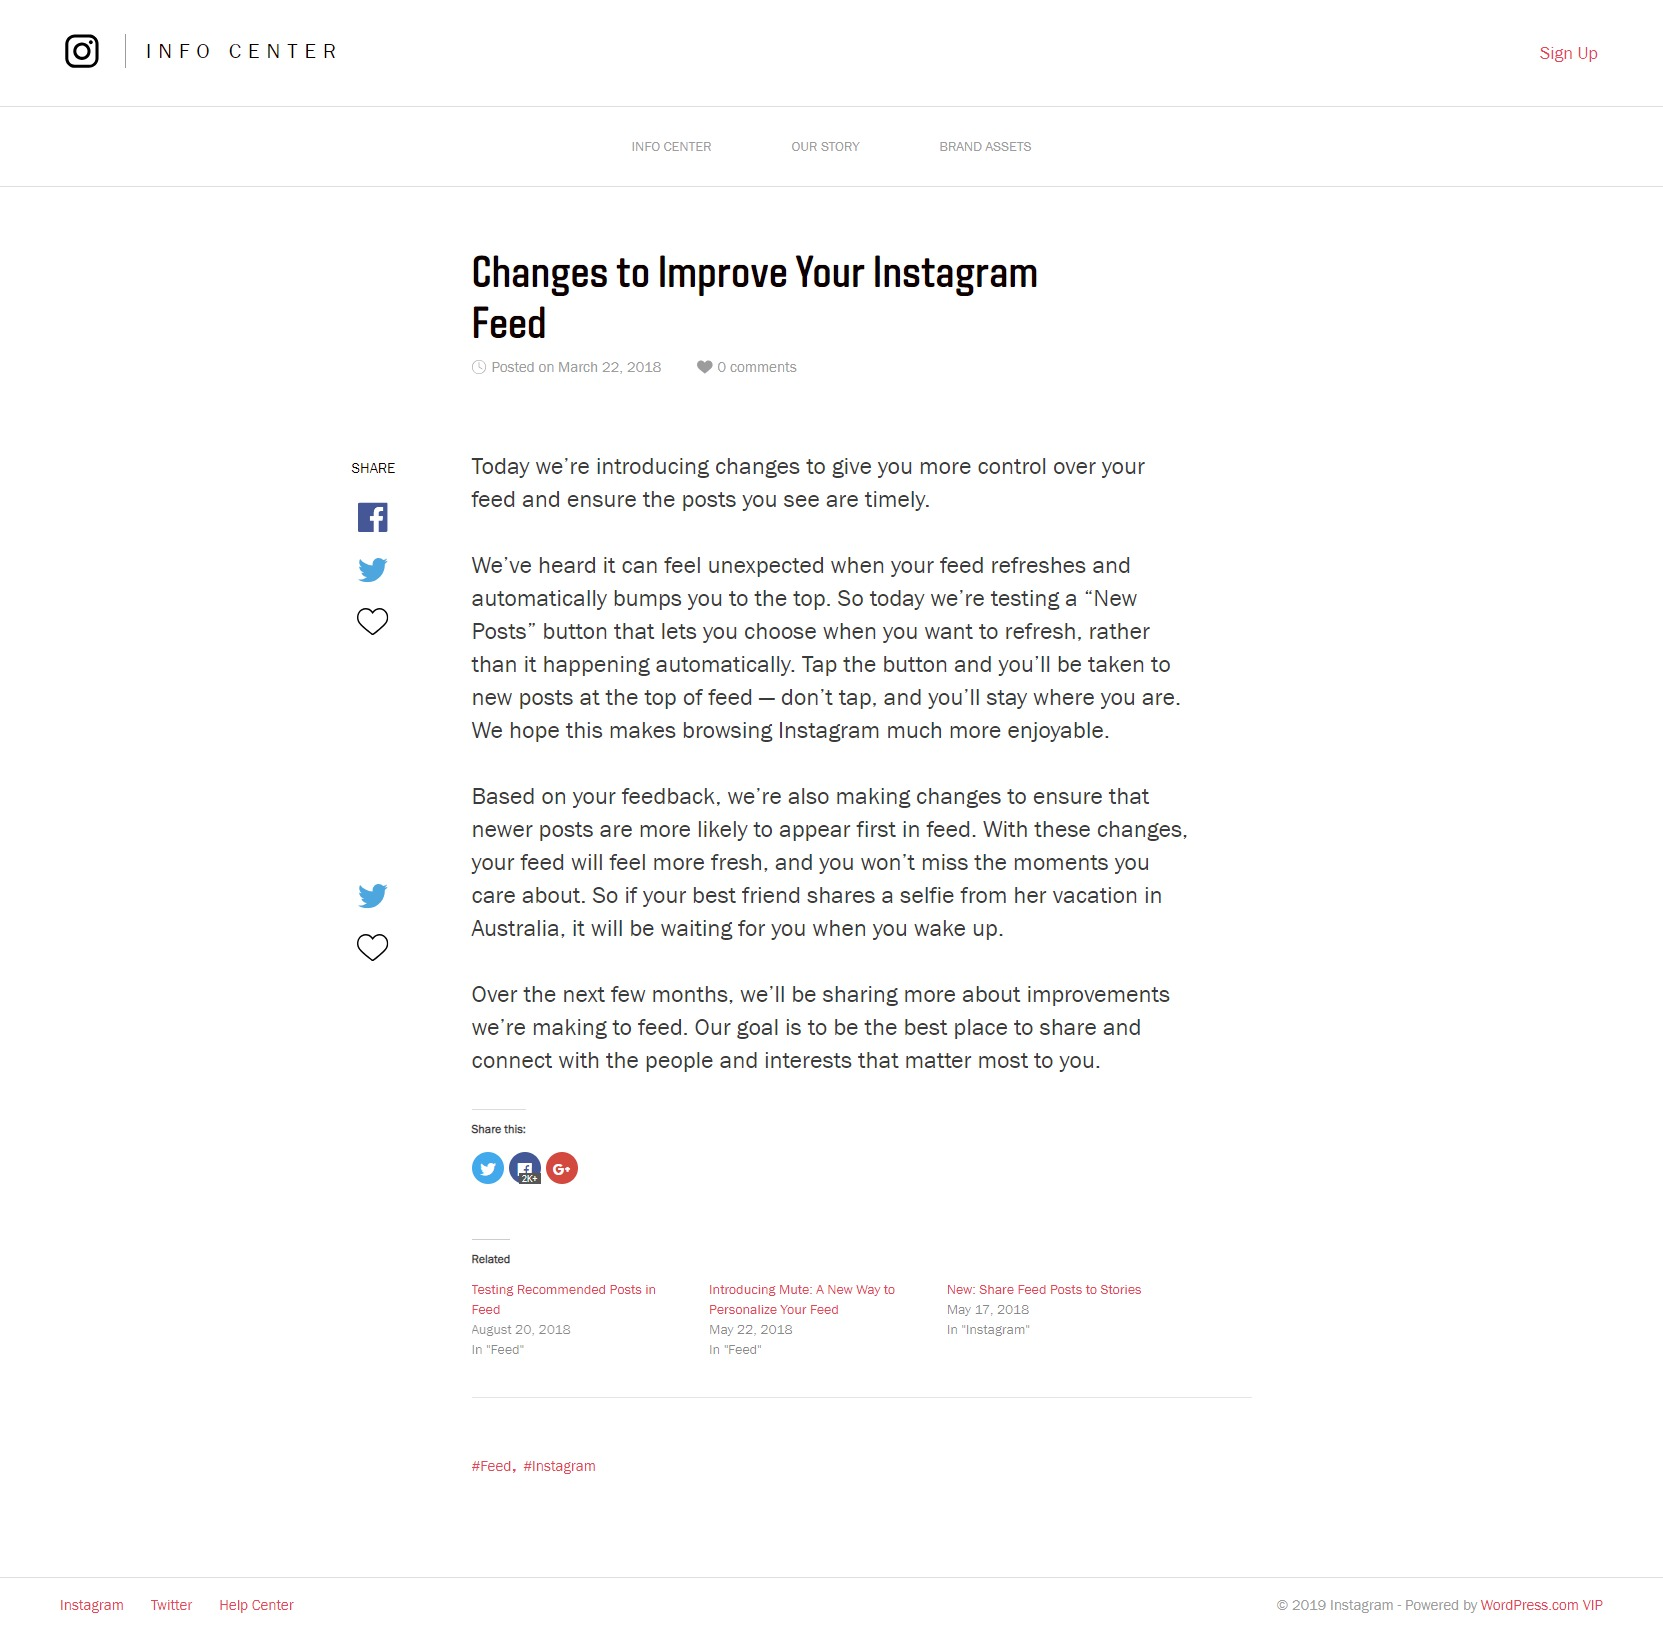 INFO CENTER
Sign Up
INFO CENTER
OUR STORY
BRAND ASSETS
Changes to Improve Your Instagram
Feed
Posted on March 22, 2018
0 comments
SHARE
Today we’re introducing changes to give you more control over your
feed and ensure the posts you see are timely.
We’ve heard it can feel unexpected when your feed refreshes and
automatically bumps you to the top. So today we’re testing a “New
Posts” button that lets you choose when you want to refresh, rather
than it happening automatically. Tap the button and you’ll be taken to
new posts at the top of feed — don’t tap, and you’ll stay where you are.
We hope this makes browsing Instagram much more enjoyable.
Based on your feedback, we’re also making changes to ensure that
newer posts are more likely to appear first in feed. With these changes,
your feed will feel more fresh, and you won’t miss the moments you
care about. So if your best friend shares a selfie from her vacation in
Australia, it will be waiting for you when you wake up.
Over the next few months, we’ll be sharing more about improvements
we’re making to feed. Our goal is to be the best place to share and
connect with the people and interests that matter most to you.
Share this:
2K+
G+
Related
Testing Recommended Posts in
Feed
August 20, 2018
In "Feed"
Introducing Mute: A New Way to
Personalize Your Feed
May 22, 2018
In "Feed"
New: Share Feed Posts to Stories
May 17, 2018
In "Instagram"
#Feed, #Instagram
Instagram
Twitter
Help Center
© 2019 Instagram - Powered by WordPress.com VIP